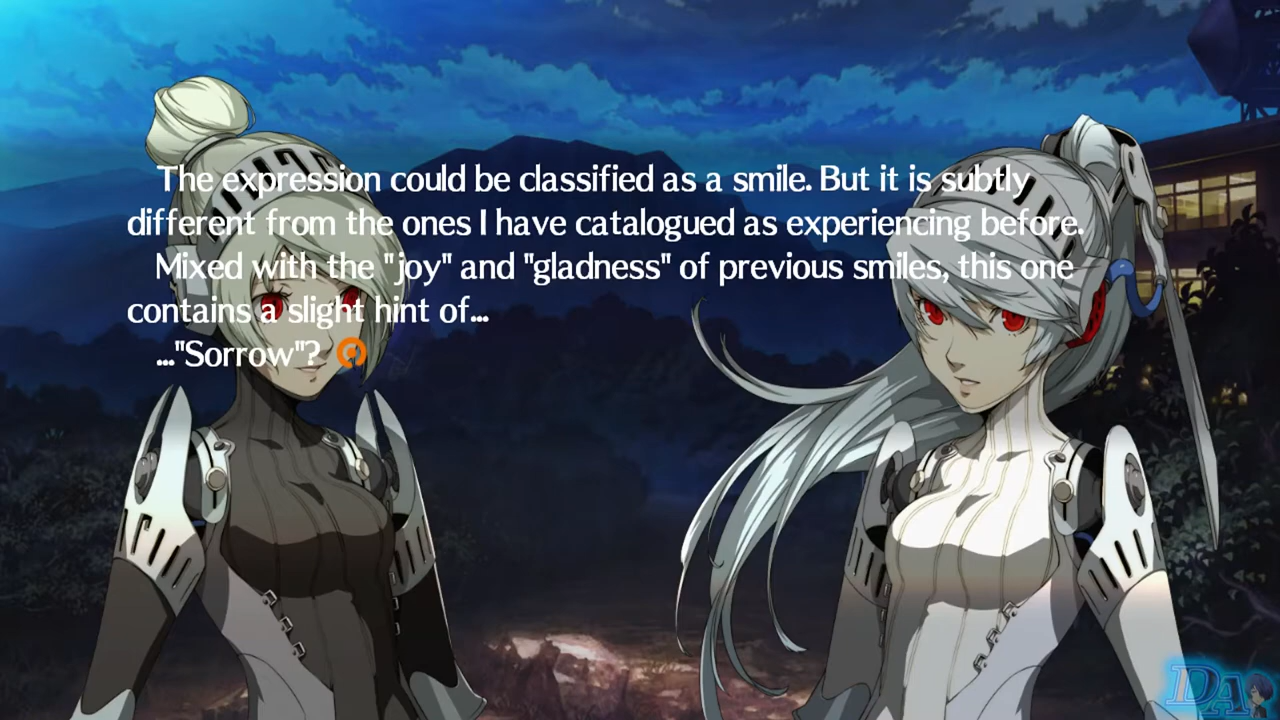 The expression could be classified as a smile. But it is subtly
different from the ones I have catalogued as experiencing before.
Mixed with the "joy" and "gladness" of previous smiles, this one
contains a slight hint of...
..."Sorrow"?
DA